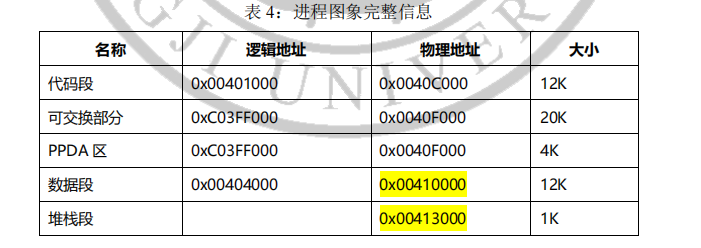 表 4：进程图象完整信息
名称 逻辑地址 物理地址 大小
代码段 0x00401000 0x0040C000 12K
可交换部分 0xC03FF000 0x0040F000 20K
PPDA 区 0xC03FF000 0x0040F000 4K
数据段 0x00404000 0x00410000 12K
堆栈段 0x00413000 1K
GJI UNIVER